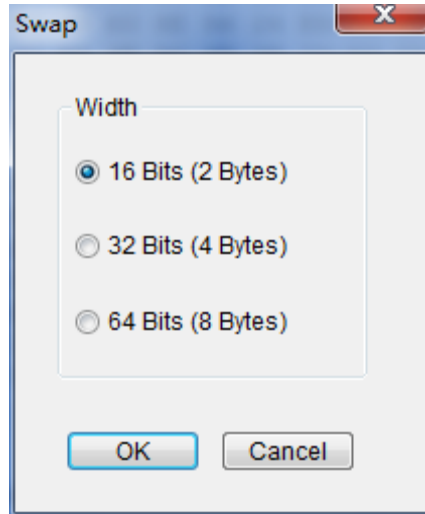 Swap
Width
16 Bits (2 Bytes)
32 Bits (4 Bytes)
64 Bits (8 Bytes)
OK Cancel